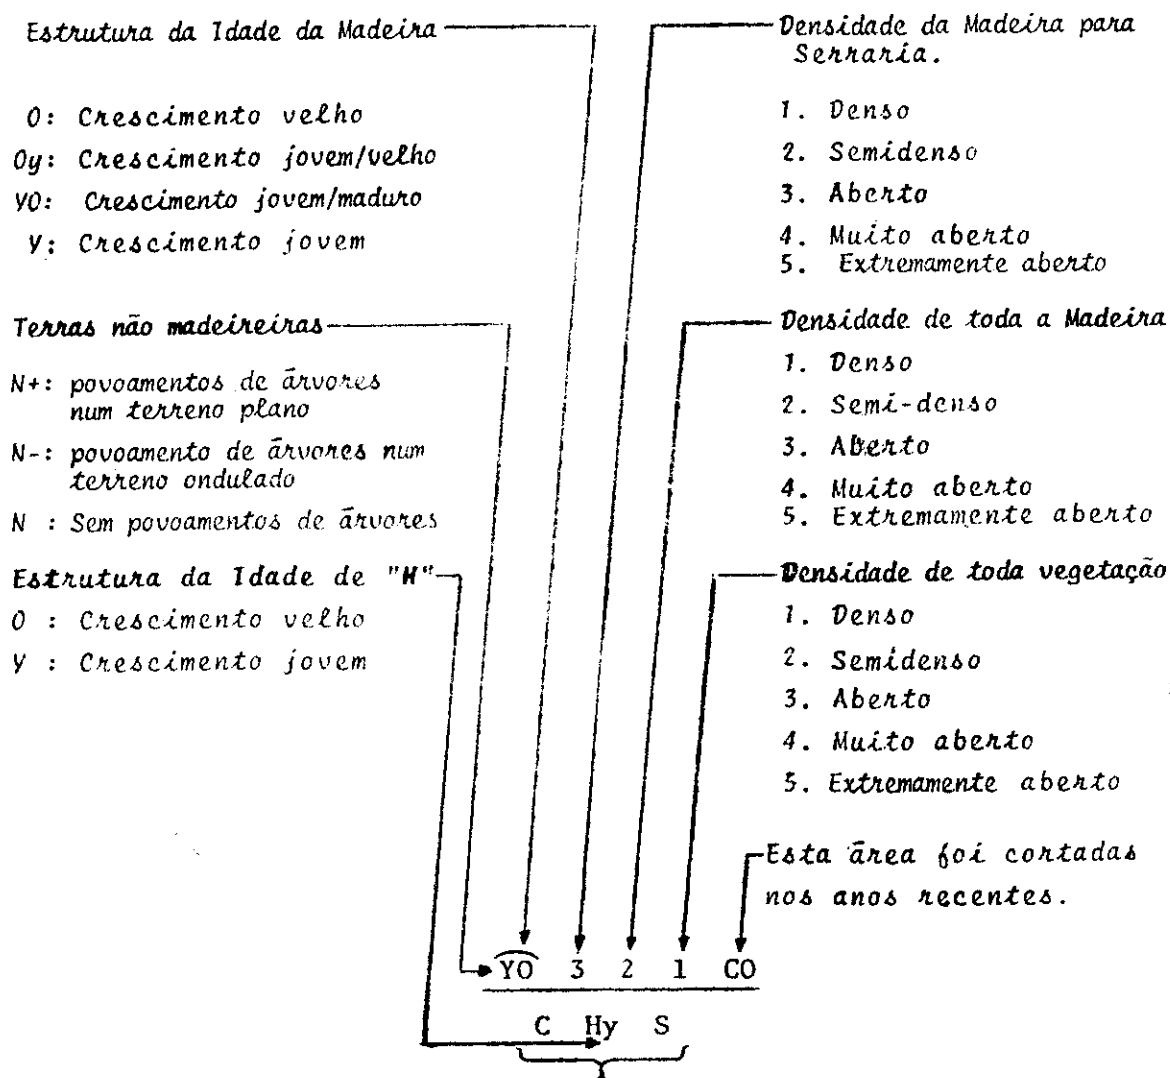 Estrutura da Idade da Madeira
O: Crescimento velho
Oy: Crescimento jovem/velho
YO: Crescimento jovem/maduro
Y: Crescimento jovem
Terras não madeireiras
N+: povoamentos de ārvores
num terreno plano
N-: povoamento de ārvores num
terreno ondulado
N : Sem povoamentos de ārvores
Estrutura da Idade de "H"
O : Crescimento velho
Y : Crescimento jovem
Densidade da Madeira para
Serraria.
1. Denso
2. Semidenso
3. Aberto
4. Muito aberto
5. Extremamente aberto
Densidade de toda a Madeira
1. Denso
2. Semi-denso
3. Aberto
4. Muito aberto
5. Extremamente aberto
Densidade de toda vegetação
1. Denso
2. Semidenso
3. Aberto
4. Muito aberto
5. Extremamente aberto
Esta ārea foi cortadas
nos anos recentes.
YO 3 2 1 CO
C Hy S